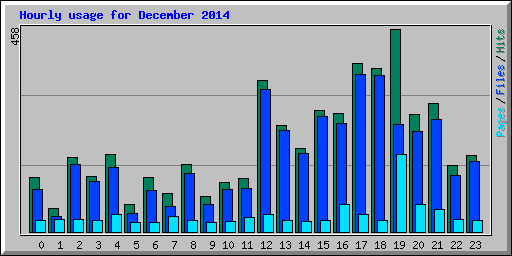 Hourly usage for December 2014
458
Pages / Files / Hits
0 1 2 3 4 5 6 7 8 9 10 11 12 13 14 15 16 17 18 19 20 21 22 23